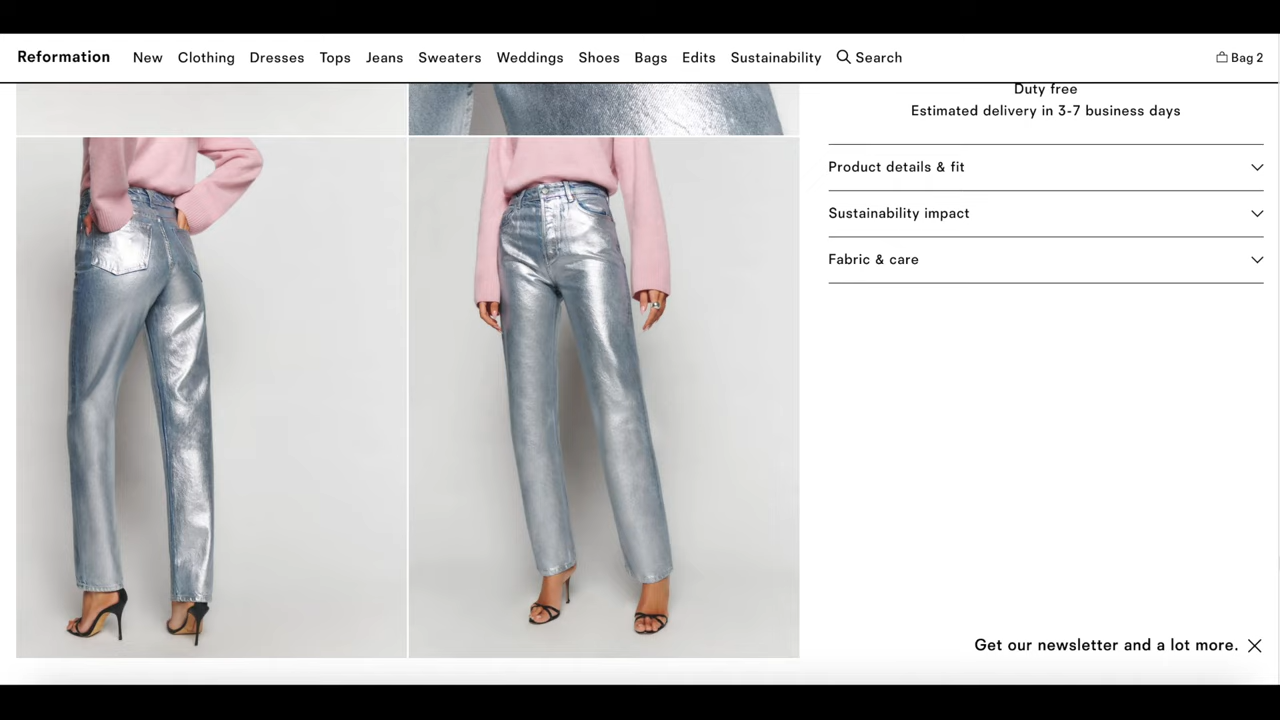 Reformation New Clothing Dresses Tops Jeans Sweaters Weddings Shoes Bags Edits Sustainability Search Bag 2
Duty free
Estimated delivery in 3-7 business days
Product details & fit
Sustainability impact
Fabric & care
Get our newsletter and a lot more.